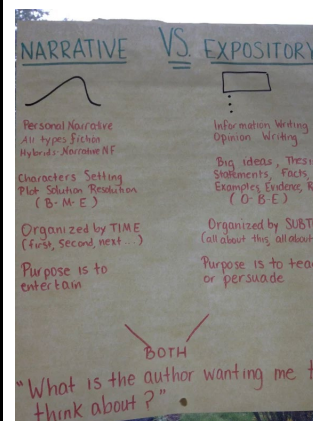 NARRATIVE VS. EXPOSITORY
Personal Narrative
All types fiction
Hybrids - Narrative NF
Characters Setting
Plot Solution Resolution
(B-M-E)
Organized by TIME
(first, second, next...)
Purpose is to
entertain
Information Writing
Opinion Writing
Big ideas, Thesi
Statements, Facts,
Examples, Evidence, R
(O-B-E)
Organized by SUBT
(all about this, all about
Purpose is to tea
or persuade
BOTH
"What is the author wanting me t
think about?"